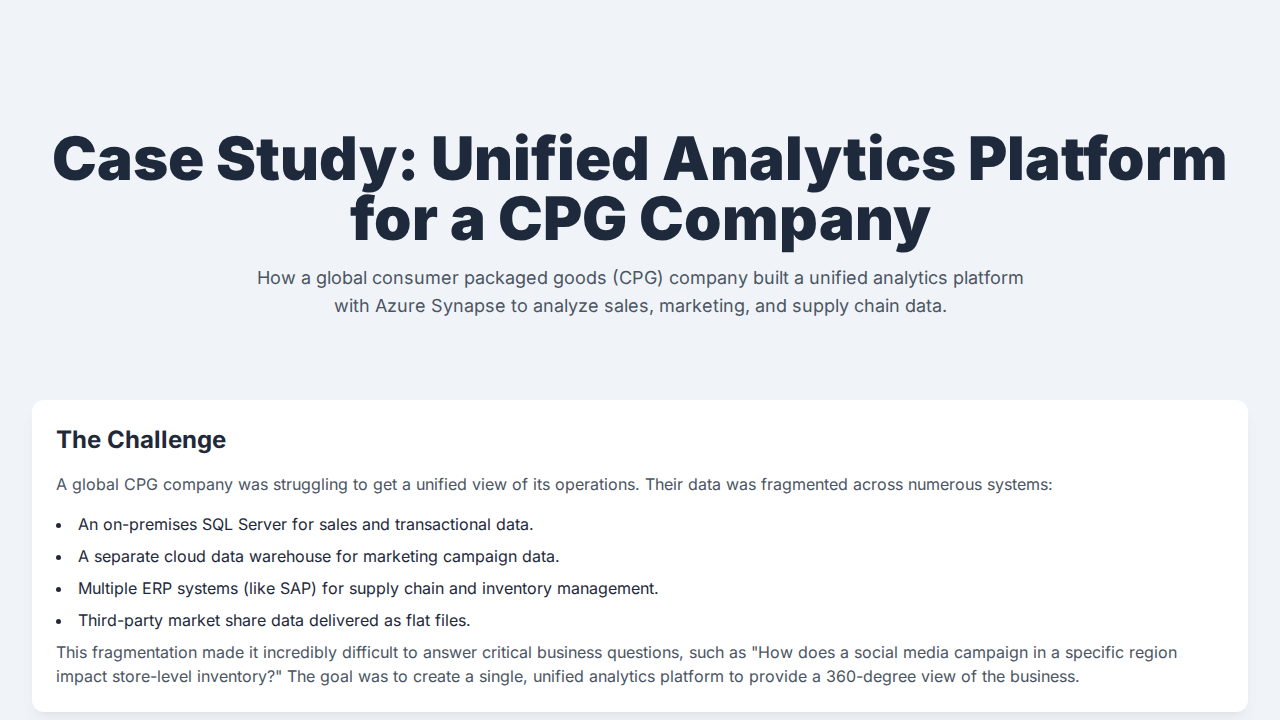 Case Study: Unified Analytics Platform
for a CPG Company
How a global consumer packaged goods (CPG) company built a unified analytics platform
with Azure Synapse to analyze sales, marketing, and supply chain data.
The Challenge
A global CPG company was struggling to get a unified view of its operations. Their data was fragmented across numerous systems:
• An on-premises SQL Server for sales and transactional data.
• A separate cloud data warehouse for marketing campaign data.
• Multiple ERP systems (like SAP) for supply chain and inventory management.
• Third-party market share data delivered as flat files.
This fragmentation made it incredibly difficult to answer critical business questions, such as "How does a social media campaign in a specific region
impact store-level inventory?" The goal was to create a single, unified analytics platform to provide a 360-degree view of the business.